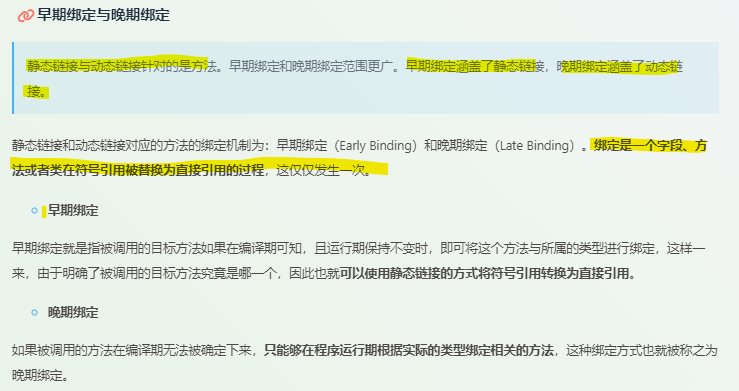 早期绑定与晚期绑定
静态链接与动态链接针对的是方法。早期绑定和晚期绑定范围更广。早期绑定涵盖了静态链接，晚期绑定涵盖了动态链
接。
静态链接和动态链接对应的方法的绑定机制为：早期绑定（Early Binding）和晚期绑定（Late Binding）。绑定是一个字段、方
法或者类在符号引用被替换为直接引用的过程，这仅仅发生一次。
早期绑定
早期绑定就是指被调用的目标方法如果在编译期可知，且运行期保持不变时，即可将这个方法与所属的类型进行绑定，这样一
来，由于明确了被调用的目标方法究竟是哪一个，因此也就可以使用静态链接的方式将符号引用转换为直接引用。
晚期绑定
如果被调用的方法在编译期无法被确定下来，只能够在程序运行期根据实际的类型绑定相关的方法，这种绑定方式也就被称之为
晚期绑定。